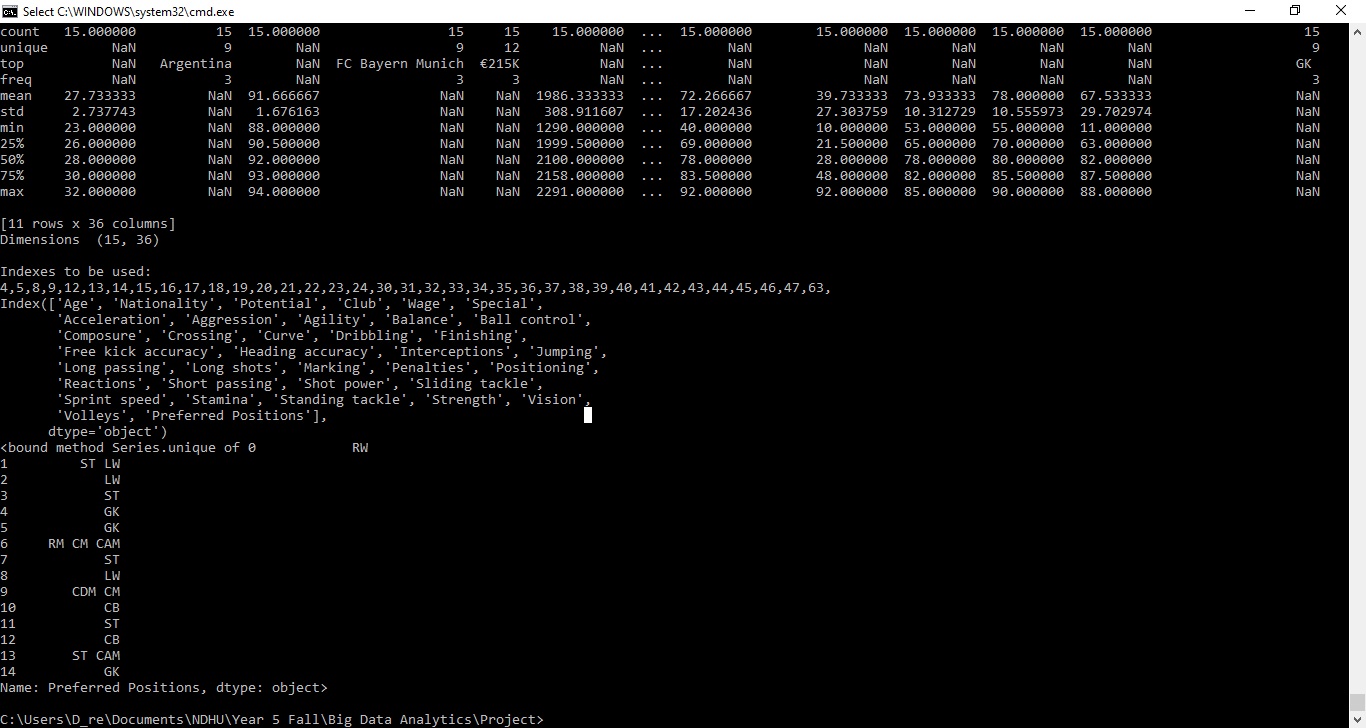 Select C:\WINDOWS\system32\cmd.exe
count 15.000000 15 15.000000 15 15 15.000000 ... 15.000000 15.000000 15.000000 15.000000 15.000000 15
unique NaN 9 NaN 9 12 NaN ... NaN NaN NaN NaN NaN 9
top NaN Argentina NaN FC Bayern Munich €215K NaN ... NaN NaN NaN NaN NaN GK
freq NaN 3 NaN 3 3 NaN ... NaN NaN NaN NaN NaN 3
mean 27.733333 NaN 91.666667 NaN NaN 1986.333333 ... 72.266667 39.733333 73.933333 78.000000 67.533333 NaN
std 2.737743 NaN 1.676163 NaN NaN 308.911607 ... 17.202436 27.303759 10.312729 10.555973 29.702974 NaN
min 23.000000 NaN 88.000000 NaN NaN 1290.000000 ... 40.000000 10.000000 53.000000 55.000000 11.000000 NaN
25% 26.000000 NaN 90.500000 NaN NaN 1999.500000 ... 69.000000 21.500000 65.000000 70.000000 63.000000 NaN
50% 28.000000 NaN 92.000000 NaN NaN 2100.000000 ... 78.000000 28.000000 78.000000 80.000000 82.000000 NaN
75% 30.000000 NaN 93.000000 NaN NaN 2158.000000 ... 83.500000 48.000000 82.000000 85.500000 87.500000 NaN
max 32.000000 NaN 94.000000 NaN NaN 2291.000000 ... 92.000000 92.000000 85.000000 90.000000 88.000000 NaN
[11 rows x 36 columns]
Dimensions  (15, 36)
Indexes to be used:
4,5,8,9,12,13,14,15,16,17,18,19,20,21,22,23,24,30,31,32,33,34,35,36,37,38,39,40,41,42,43,44,45,46,47,63,
Index(['Age', 'Nationality', 'Potential', 'Club', 'Wage', 'Special',
'Acceleration', 'Aggression', 'Agility', 'Balance', 'Ball control',
'Composure', 'Crossing', 'Curve', 'Dribbling', 'Finishing',
'Free kick accuracy', 'Heading accuracy', 'Interceptions', 'Jumping',
'Long passing', 'Long shots', 'Marking', 'Penalties', 'Positioning',
'Reactions', 'Short passing', 'Shot power', 'Sliding tackle',
'Sprint speed', 'Stamina', 'Standing tackle', 'Strength', 'Vision',
'Volleys', 'Preferred Positions'],
dtype='object')
<bound method Series.unique of 0 RW
1 ST LW
2 LW
3 ST
4 GK
5 GK
6 RM CM CAM
7 ST
8 LW
9 CDM CM
10 CB
11 ST
12 CB
13 ST CAM
14 GK
Name: Preferred Positions, dtype: object>
C:\Users\D_re\Documents\NDHU\Year 5 Fall\Big Data Analytics\Project>